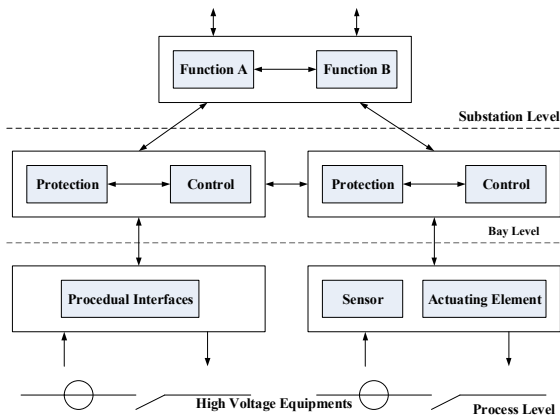 Function A
Function B
Substation Level
Protection
Control
Protection
Control
Bay Level
Procedual Interfaces
Sensor
Actuating Element
High Voltage Equipments
Process Level